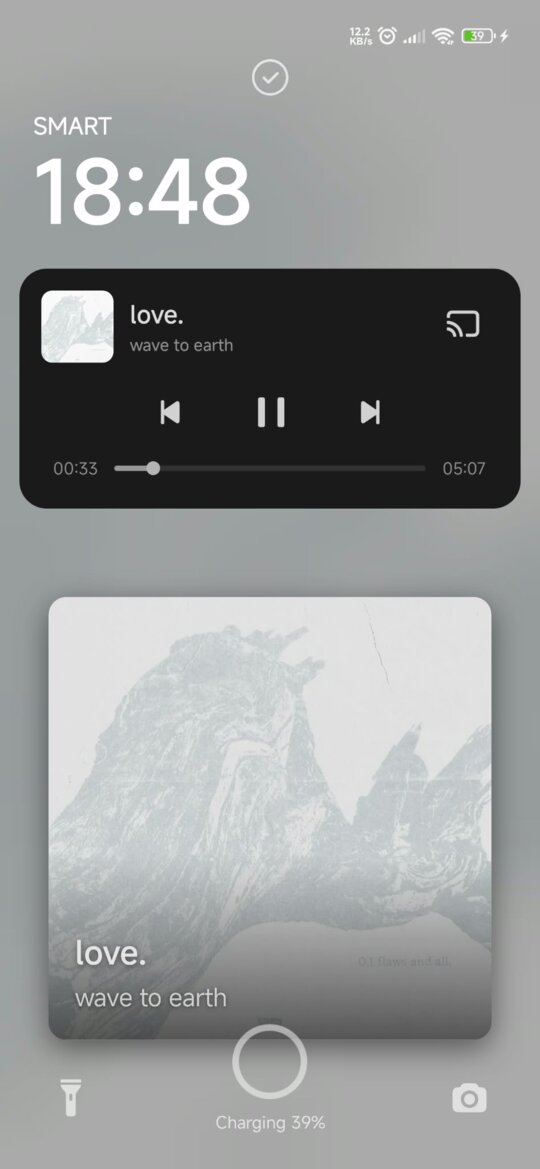 12.2
KB/s
39
SMART
18:48
love.
wave to earth
00:33
05:07
0.1 flaws and all.
love.
wave to earth
Charging 39%